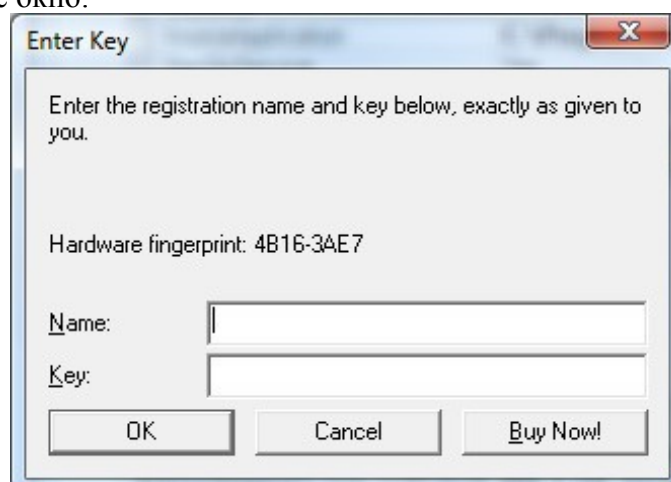 окно:
Enter Key
Enter the registration name and key below, exactly as given to
you.
Hardware fingerprint: 4B16-3AE7
Name:
Key:
OK Cancel Buy Now!